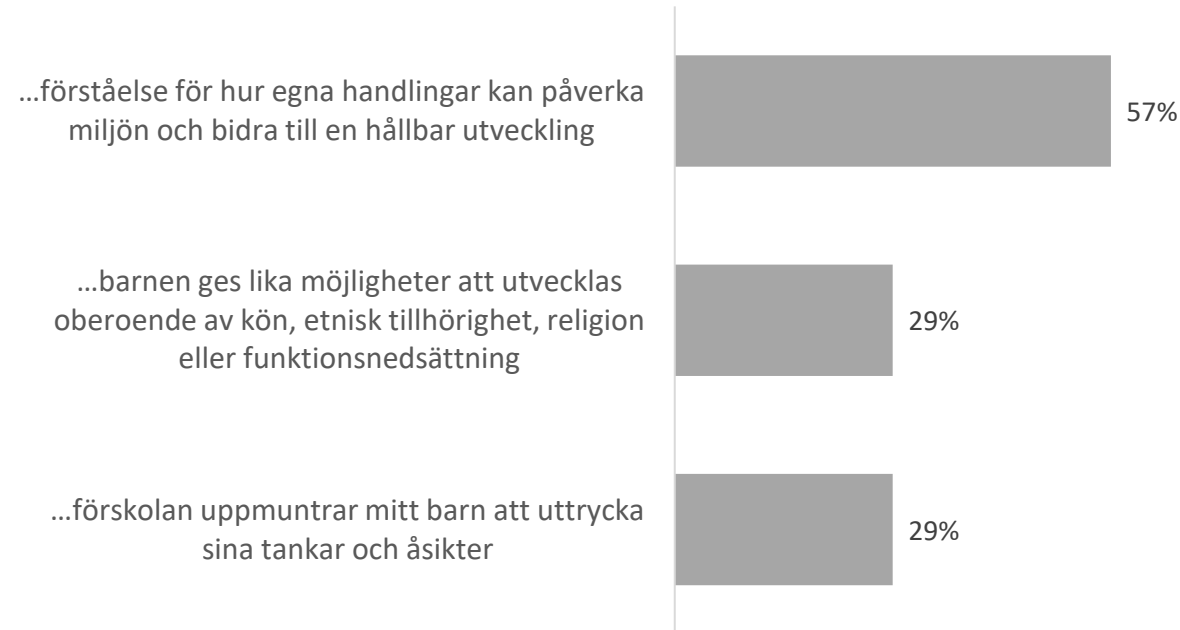 ...förståelse för hur egna handlingar kan påverka
miljön och bidra till en hållbar utveckling
57%
...barnen ges lika möjligheter att utvecklas
oberoende av kön, etnisk tillhörighet, religion
eller funktionsnedsättning
29%
...förskolan uppmuntrar mitt barn att uttrycka
sina tankar och åsikter
29%